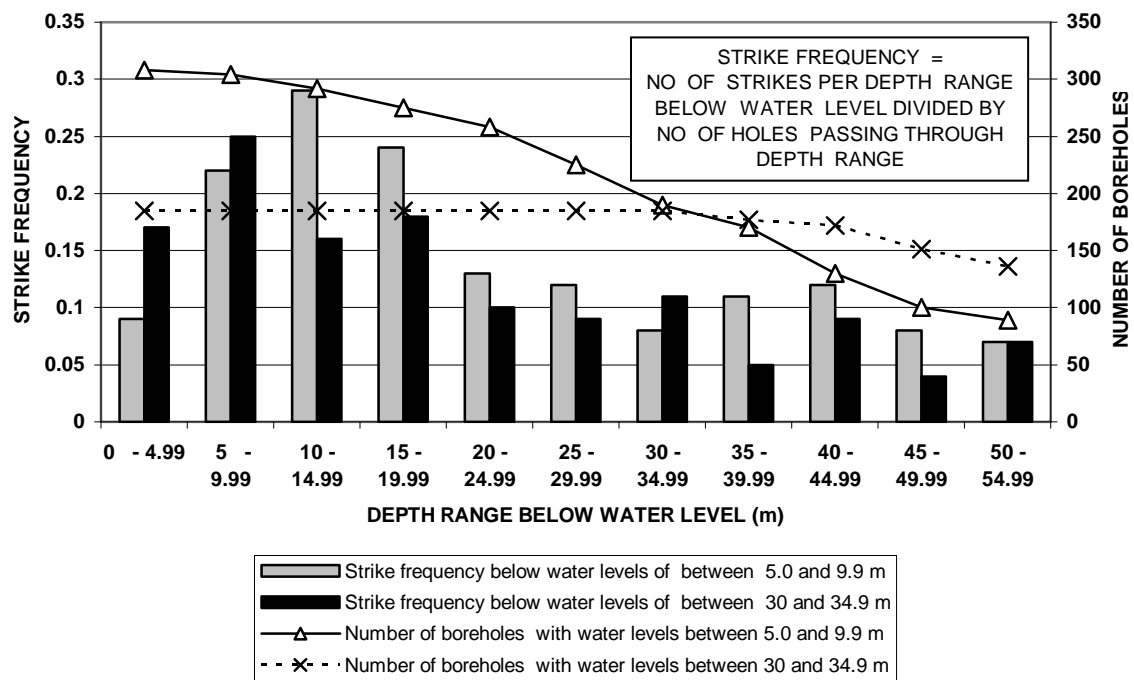 STRIKE FREQUENCY =
NO OF STRIKES PER DEPTH RANGE
BELOW WATER LEVEL DIVIDED BY
NO OF HOLES PASSING THROUGH
DEPTH RANGE
STRIKE FREQUENCY
0.35
0.3
0.25
0.2
0.15
0.1
0.05
0
NUMBER OF BOREHOLES
350
300
250
200
150
100
50
0
0 - 4.99
5 - 9.99
10 - 14.99
15 - 19.99
20 - 24.99
25 - 29.99
30 - 34.99
35 - 39.99
40 - 44.99
45 - 49.99
50 - 54.99
DEPTH RANGE BELOW WATER LEVEL (m)
Strike frequency below water levels of between 5.0 and 9.9 m
Strike frequency below water levels of between 30 and 34.9 m
Number of boreholes with water levels between 5.0 and 9.9 m
Number of boreholes with water levels between 30 and 34.9 m